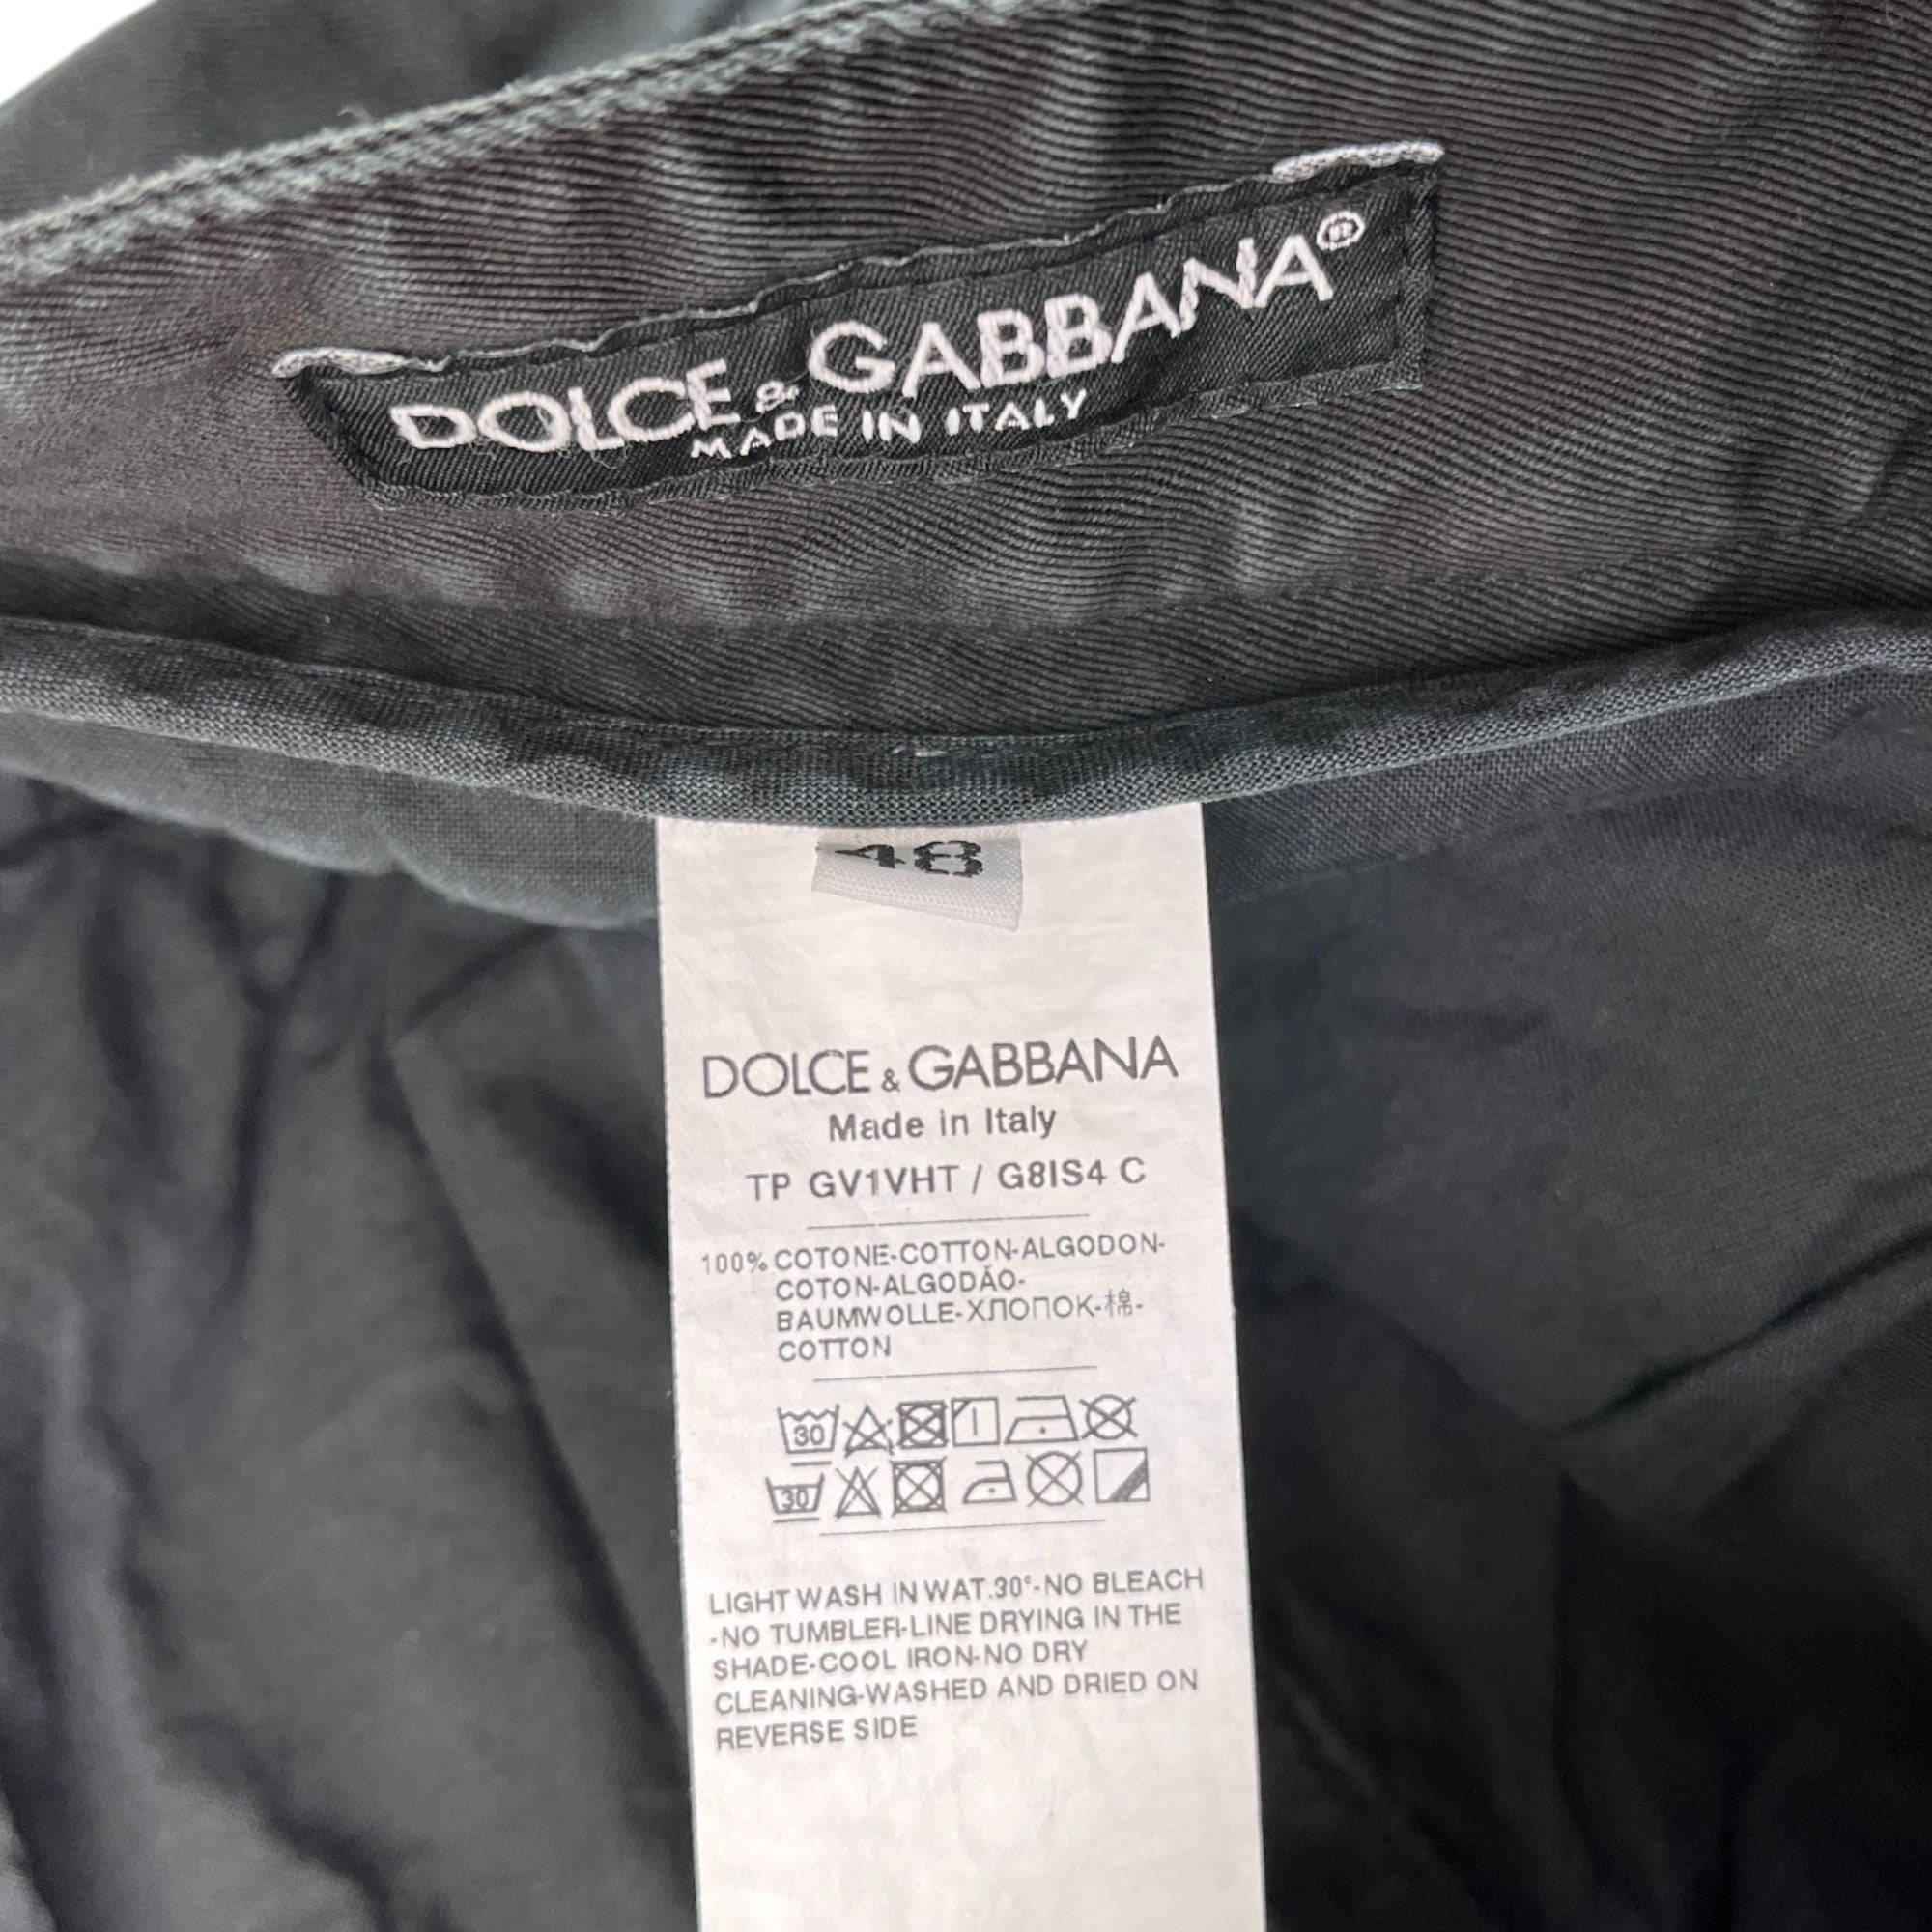 DOLCE & GABBANA®
MADE IN ITALY
48
DOLCE & GABBANA
Made in Italy
TP GV1VHT / G8IS4 C
100% COTONE-COTTON-ALGODON-
COTON-ALGODÃO-
BAUMWOLLE-ХЛОПОК-棉-
COTTON
30
30
LIGHT WASH IN WAT.30°-NO BLEACH
-NO TUMBLER-LINE DRYING IN THE
SHADE-COOL IRON-NO DRY
CLEANING-WASHED AND DRIED ON
REVERSE SIDE